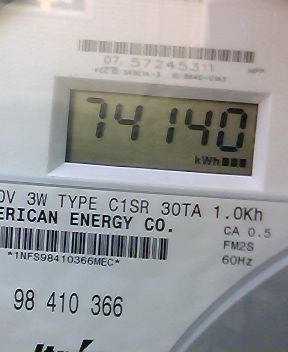 07 57245311
74140
kWh
0V 3W TYPE C1SR 30TA 1.0Kh
ERICAN ENERGY CO.
CA 0.5
FM2S
*1NFS98410366MEC*
60Hz
98 410 366